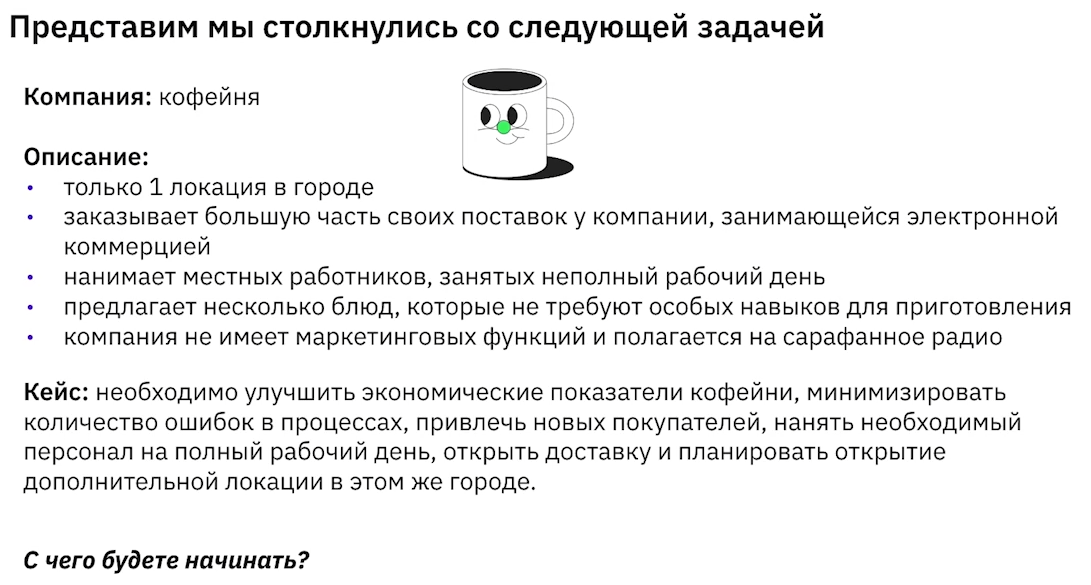 Представим мы столкнулись со следующей задачей
Компания: кофейня
Описание:
• только 1 локация в городе
• заказывает большую часть своих поставок у компании, занимающейся электронной
коммерцией
• нанимает местных работников, занятых неполный рабочий день
• предлагает несколько блюд, которые не требуют особых навыков для приготовления
• компания не имеет маркетинговых функций и полагается на сарафанное радио
Кейс: необходимо улучшить экономические показатели кофейни, минимизировать
количество ошибок в процессах, привлечь новых покупателей, нанять необходимый
персонал на полный рабочий день, открыть доставку и планировать открытие
дополнительной локации в этом же городе.
С чего будете начинать?